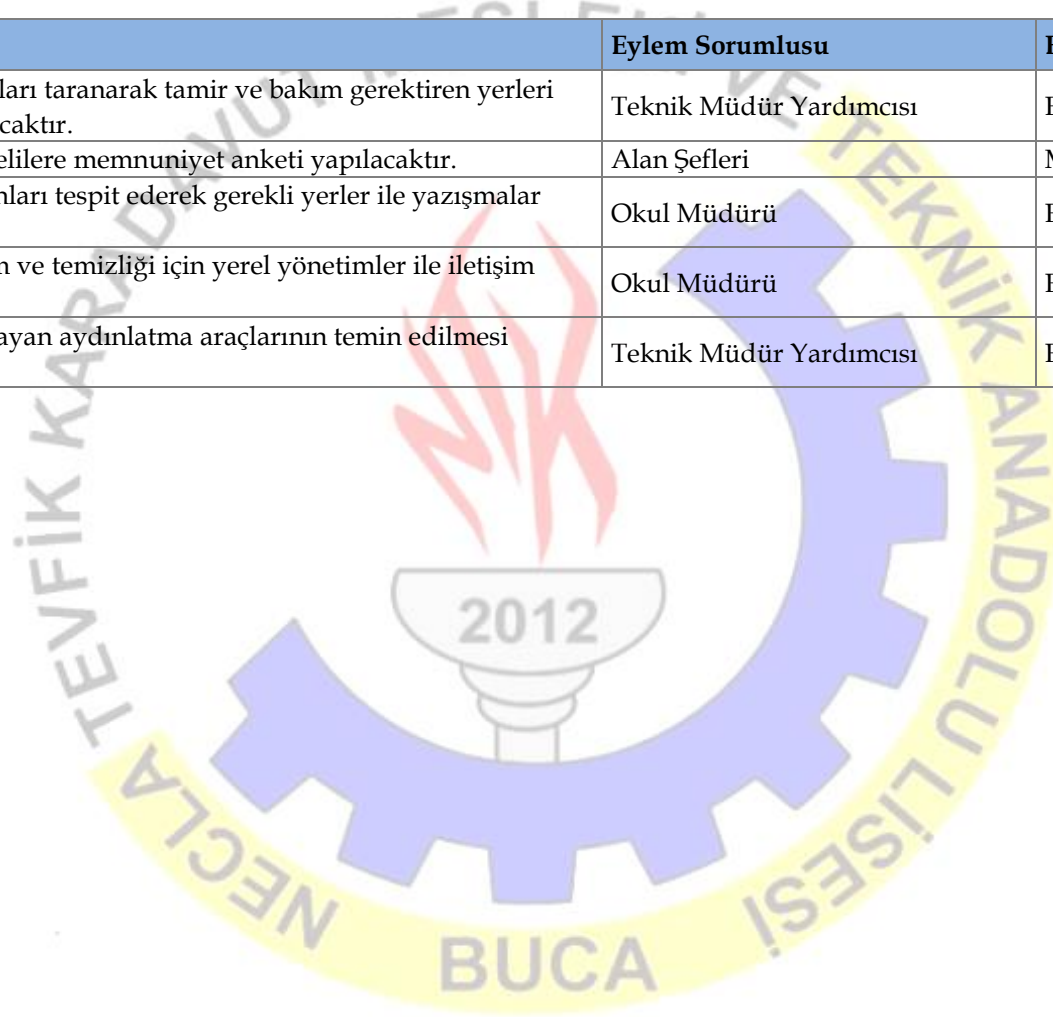 Eylem Sorumlusu
ları taranarak tamir ve bakım gerektiren yerleri
caktır.
Teknik Müdür Yardımcısı
elilere memnuniyet anketi yapılacaktır.
Alan Şefleri
nları tespit ederek gerekli yerler ile yazışmalar
Okul Müdürü
n ve temizliği için yerel yönetimler ile iletişim
Okul Müdürü
ayan aydınlatma araçlarının temin edilmesi
Teknik Müdür Yardımcısı
NECLA TEVFİK KARADAVUT MESLEKİ VE TEKNİK ANADOLU LİSESİ
2012
BUCA